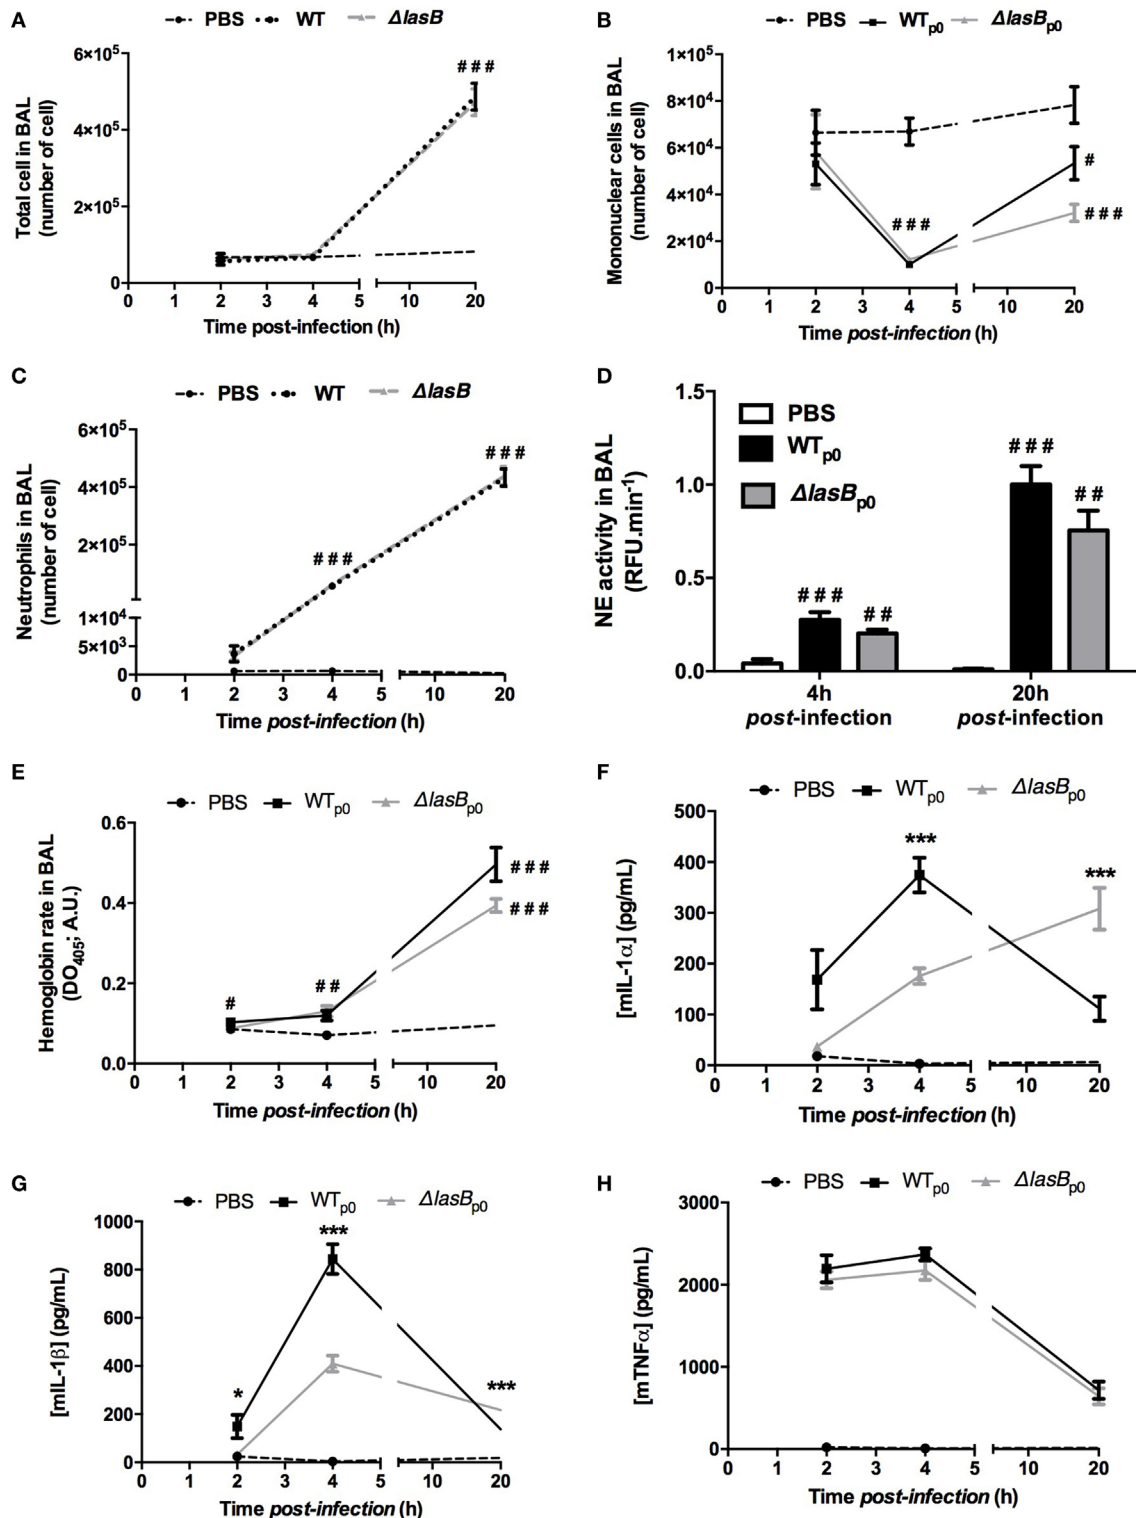 A
PBS WT ΔlasB
6×10⁵
4×10⁵
2×10⁵
0
Total cell in BAL
(number of cell)
###
0 1 2 3 4 5 10 20
Time post-infection (h)
B
PBS WTp0 ΔlasBp0
1×10⁵
8×10⁴
6×10⁴
4×10⁴
2×10⁴
0
Mononuclear cells in BAL
(number of cell)
###
#
###
0 1 2 3 4 5 10 20
Time post-infection (h)
C
PBS WT ΔlasB
6×10⁵
4×10⁵
2×10⁵
1×10⁴
5×10³
0
Neutrophils in BAL
(number of cell)
###
###
0 1 2 3 4 5 10 20
Time post-infection (h)
D
PBS
WTp0
ΔlasBp0
1.5
1.0
0.5
0.0
NE activity in BAL
(RFU.min⁻¹)
###
##
###
##
4h
post-infection
20h
post-infection
E
PBS WTp0 ΔlasBp0
0.6
0.4
0.2
0.0
Hemoglobin rate in BAL
(DO405; A.U.)
#
##
###
###
0 1 2 3 4 5 10 20
Time post-infection (h)
F
PBS WTp0 ΔlasBp0
500
400
300
200
100
0
[mIL-1α] (pg/mL)
***
***
0 1 2 3 4 5 10 20
Time post-infection (h)
G
PBS WTp0 ΔlasBp0
1000
800
600
400
200
0
[mIL-1β] (pg/mL)
*
***
***
0 1 2 3 4 5 10 20
Time post-infection (h)
H
PBS WTp0 ΔlasBp0
3000
2000
1000
0
[mTNFα] (pg/mL)
0 1 2 3 4 5 10 20
Time post-infection (h)